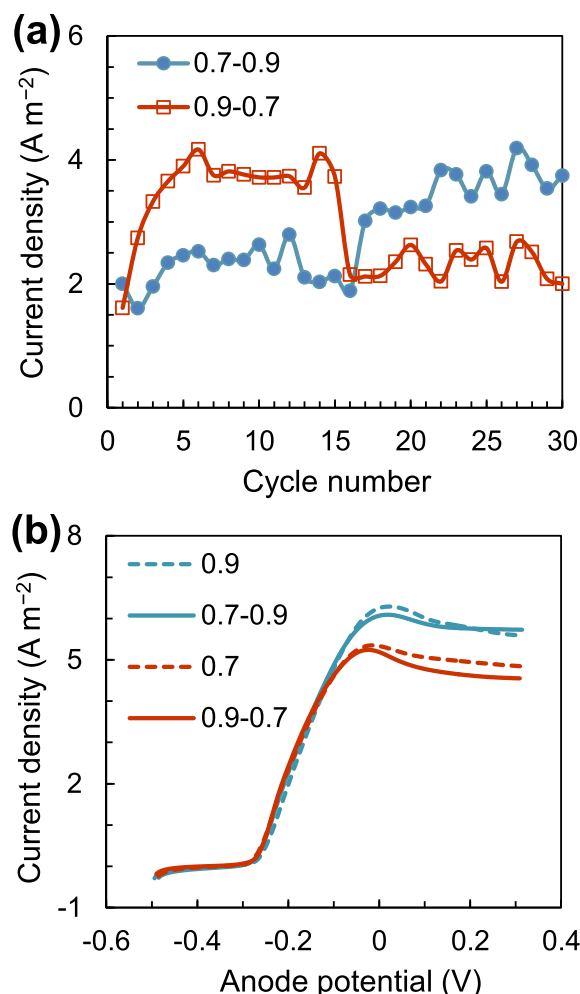 (a)
6
4
2
0
Current density (A m−2)
0.7-0.9
0.9-0.7
0 5 10 15 20 25 30
Cycle number
(b)
8
5
2
-1
Current density (A m−2)
0.9
0.7-0.9
0.7
0.9-0.7
-0.6 -0.4 -0.2 0 0.2 0.4
Anode potential (V)